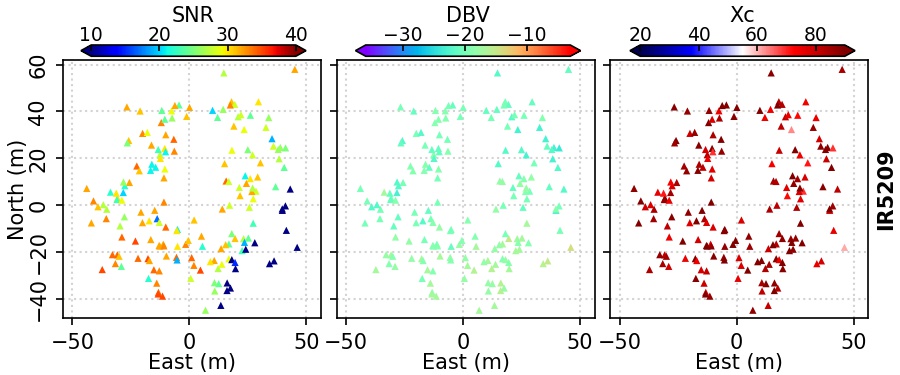 SNR DBV Xc
10 20 30 40 −30 −20 −10 20 40 60 80
60
40
20
0
−20
−40
North (m)
−50 0 50 −50 0 50 −50 0 50
East (m) East (m) East (m)
IR5209